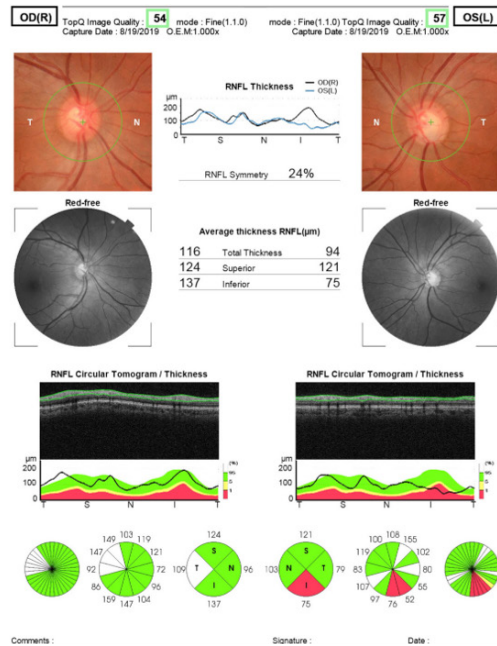 OD(R) TopQ Image Quality : 54 mode : Fine(1.1.0) mode : Fine(1.1.0) TopQ Image Quality : 57 OS(L)
Capture Date : 8/19/2019 O.E.M:1.000x Capture Date : 8/19/2019 O.E.M:1.000x
RNFL Thickness
OD(R)
OS(L)
µm
200
100
0
T S N I T
T N
N T
RNFL Symmetry 24%
Red-free Red-free
Average thickness RNFL(µm)
116 Total Thickness 94
124 Superior 121
137 Inferior 75
RNFL Circular Tomogram / Thickness RNFL Circular Tomogram / Thickness
µm µm
200 200
100 100
0 0
T S N I T T S N I T
103 119 121 72 96 104 147 159 86 92 147 149
124 96 137 109
S N I T
121 79 75 103
S T I N
108 155 102 80 55 52 76 97 107 83 119 100
Comments : Signature : Date :